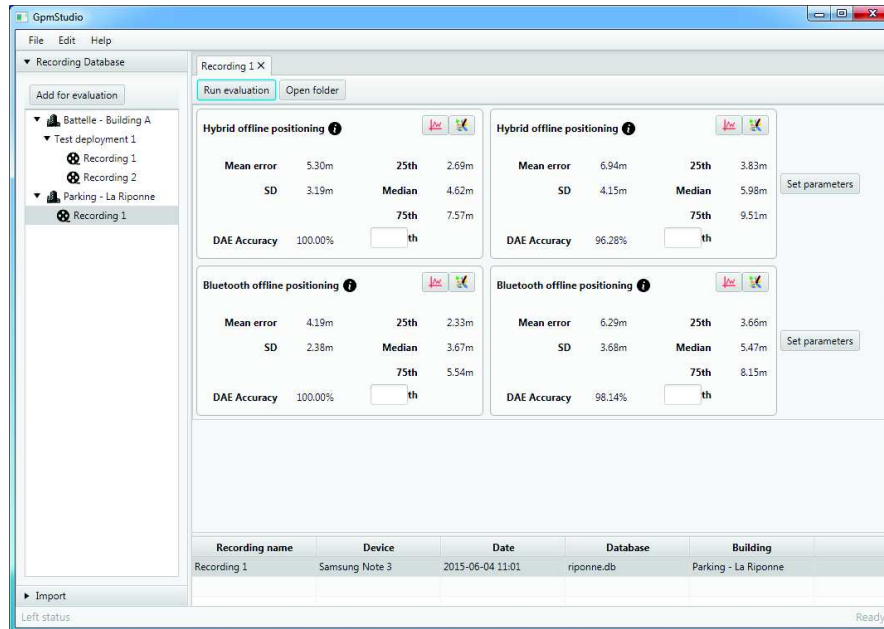 GpmStudio
File Edit Help
Recording Database
Add for evaluation
Battelle - Building A
Test deployment 1
Recording 1
Recording 2
Parking - La Riponne
Recording 1
Import
Recording 1 X
Run evaluation Open folder
Hybrid offline positioning i
Mean error 5.30m 25th 2.69m
SD 3.19m Median 4.62m
75th 7.57m
DAE Accuracy 100.00% th
Hybrid offline positioning i
Mean error 6.94m 25th 3.83m
SD 4.15m Median 5.98m
75th 9.51m
DAE Accuracy 96.28% th
Set parameters
Bluetooth offline positioning i
Mean error 4.19m 25th 2.33m
SD 2.38m Median 3.67m
75th 5.54m
DAE Accuracy 100.00% th
Bluetooth offline positioning i
Mean error 6.29m 25th 3.66m
SD 3.68m Median 5.47m
75th 8.15m
DAE Accuracy 98.14% th
Set parameters
Recording name Device Date Database Building
Recording 1 Samsung Note 3 2015-06-04 11:01 riponne.db Parking - La Riponne
Left status Ready